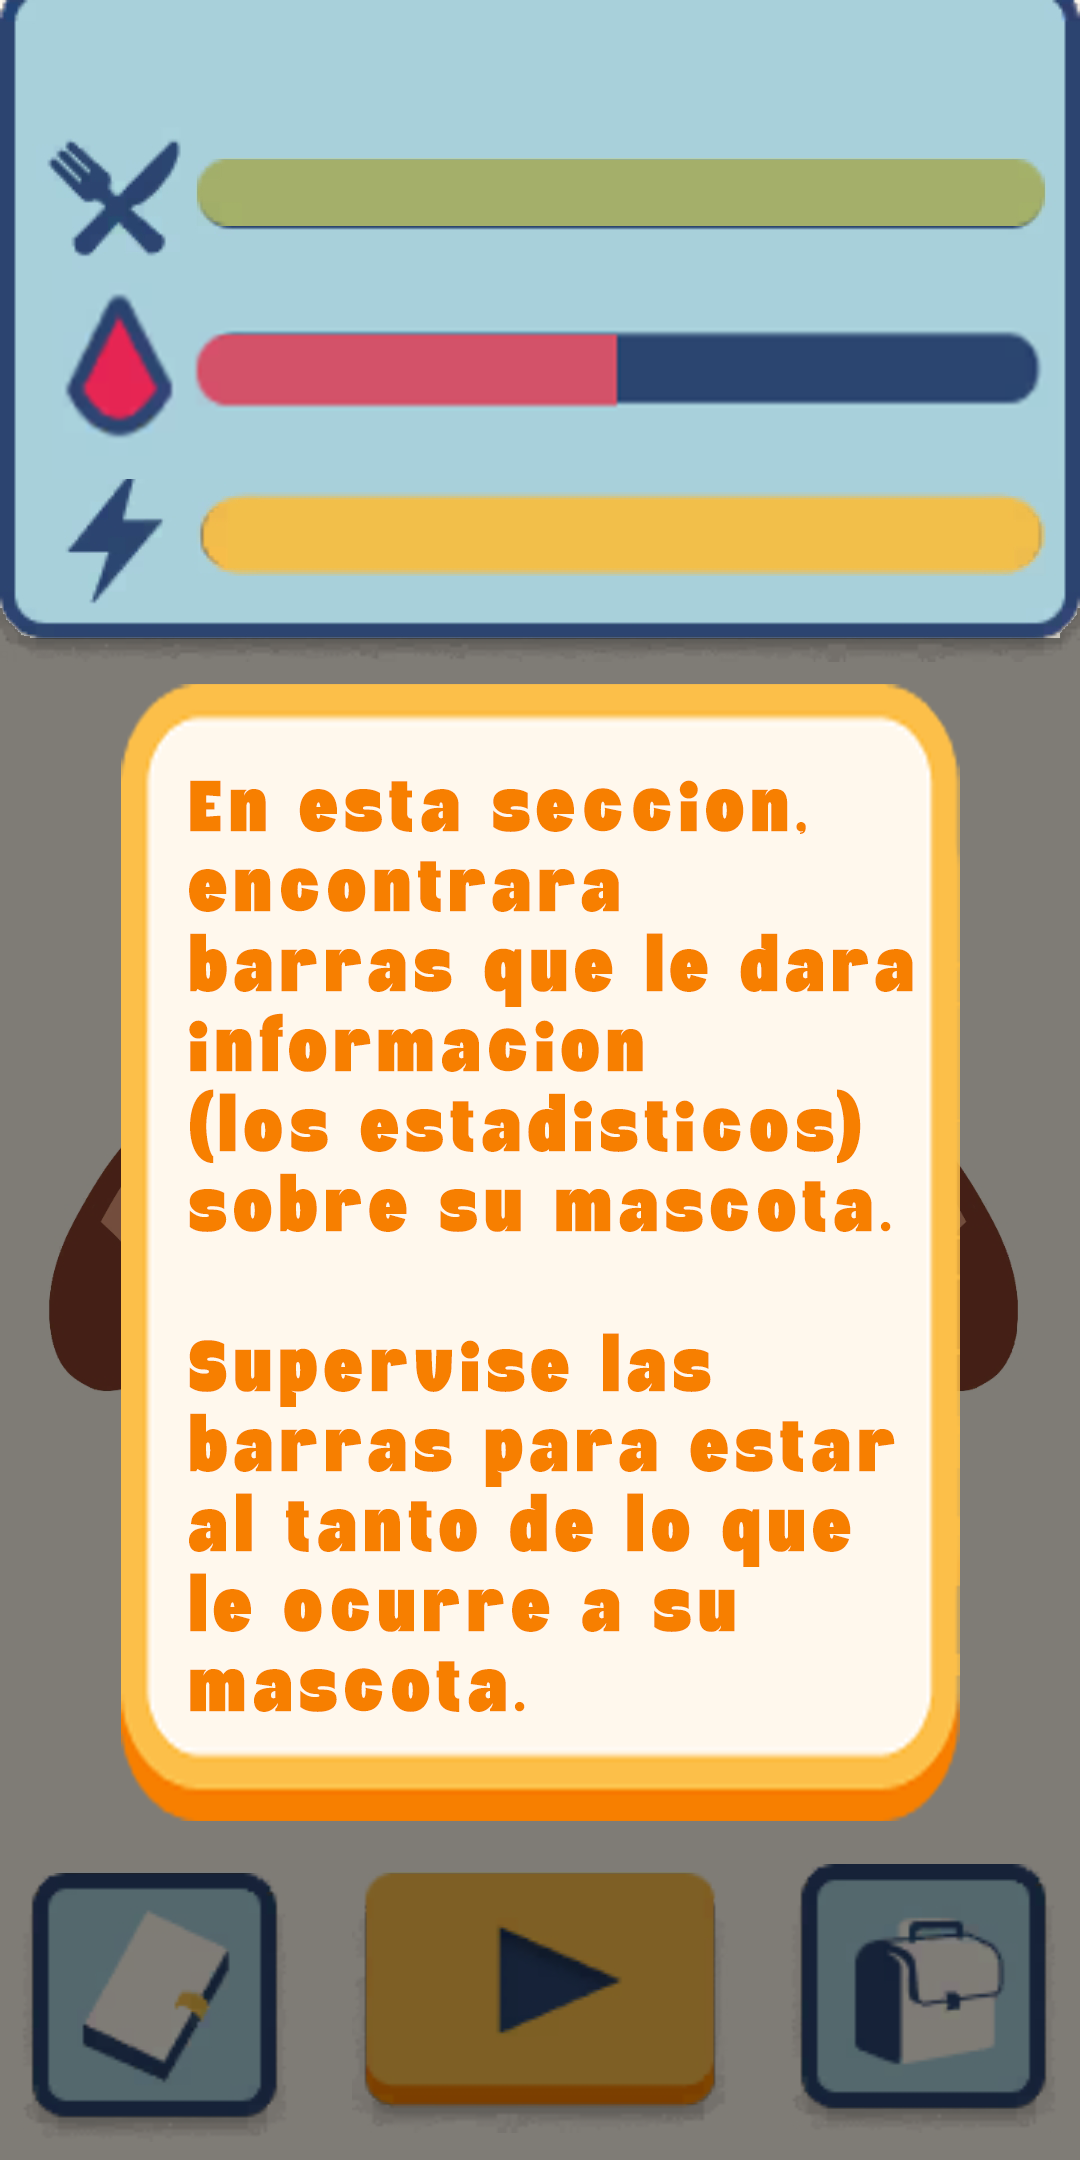 En esta seccion,
encontrara
barras que le dara
informacion
(los estadisticos)
sobre su mascota.
Supervise las
barras para estar
al tanto de lo que
le ocurre a su
mascota.